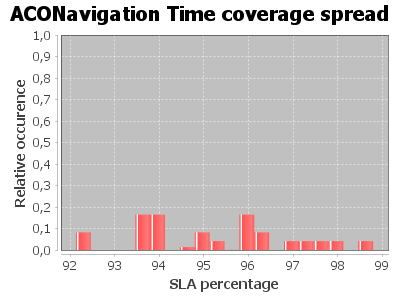 ACONavigation Time coverage spread
1,0
0,9
0,8
0,7
0,6
0,5
0,4
0,3
0,2
0,1
0,0
Relative occurence
92 93 94 95 96 97 98 99
SLA percentage